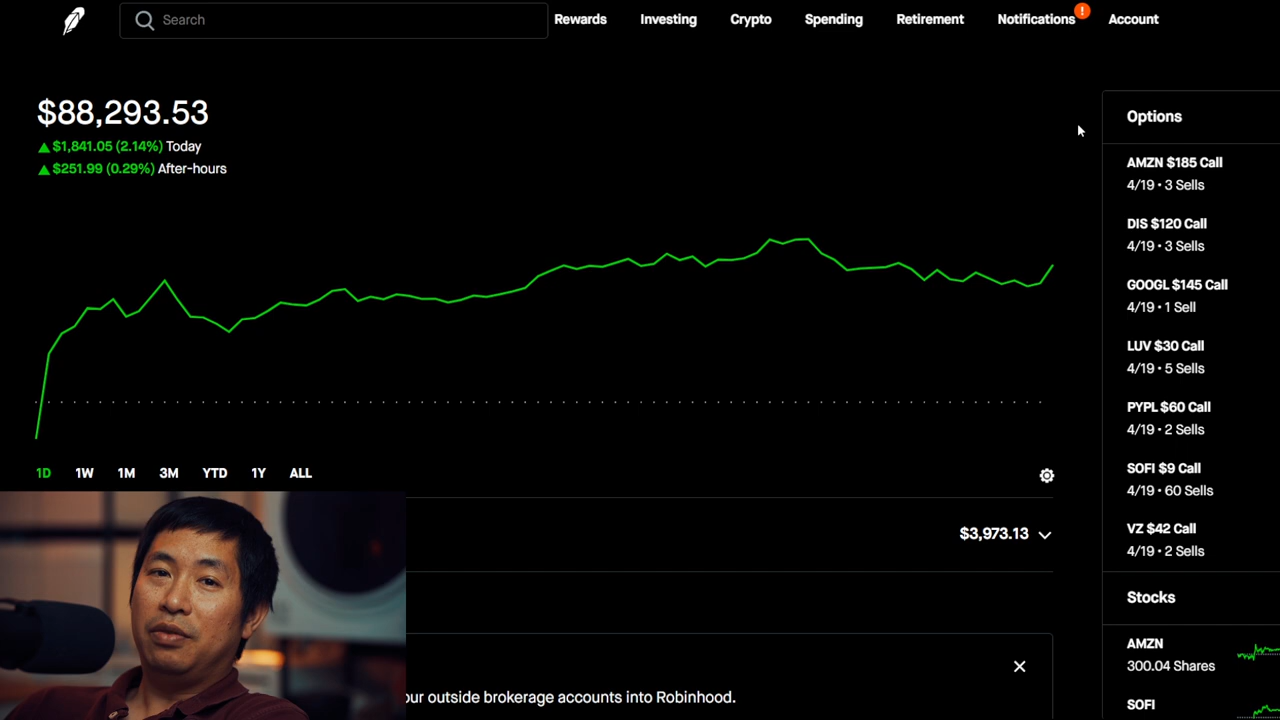 Search
Rewards
Investing
Crypto
Spending
Retirement
Notifications
!
Account
$88,293.53
$1,841.05 (2.14%) Today
$251.99 (0.29%) After-hours
1D
1W
1M
3M
YTD
1Y
ALL
$3,973.13
our outside brokerage accounts into Robinhood.
Options
AMZN $185 Call
4/19 • 3 Sells
DIS $120 Call
4/19 • 3 Sells
GOOGL $145 Call
4/19 • 1 Sell
LUV $30 Call
4/19 • 5 Sells
PYPL $60 Call
4/19 • 2 Sells
SOFI $9 Call
4/19 • 60 Sells
VZ $42 Call
4/19 • 2 Sells
Stocks
AMZN
300.04 Shares
SOFI